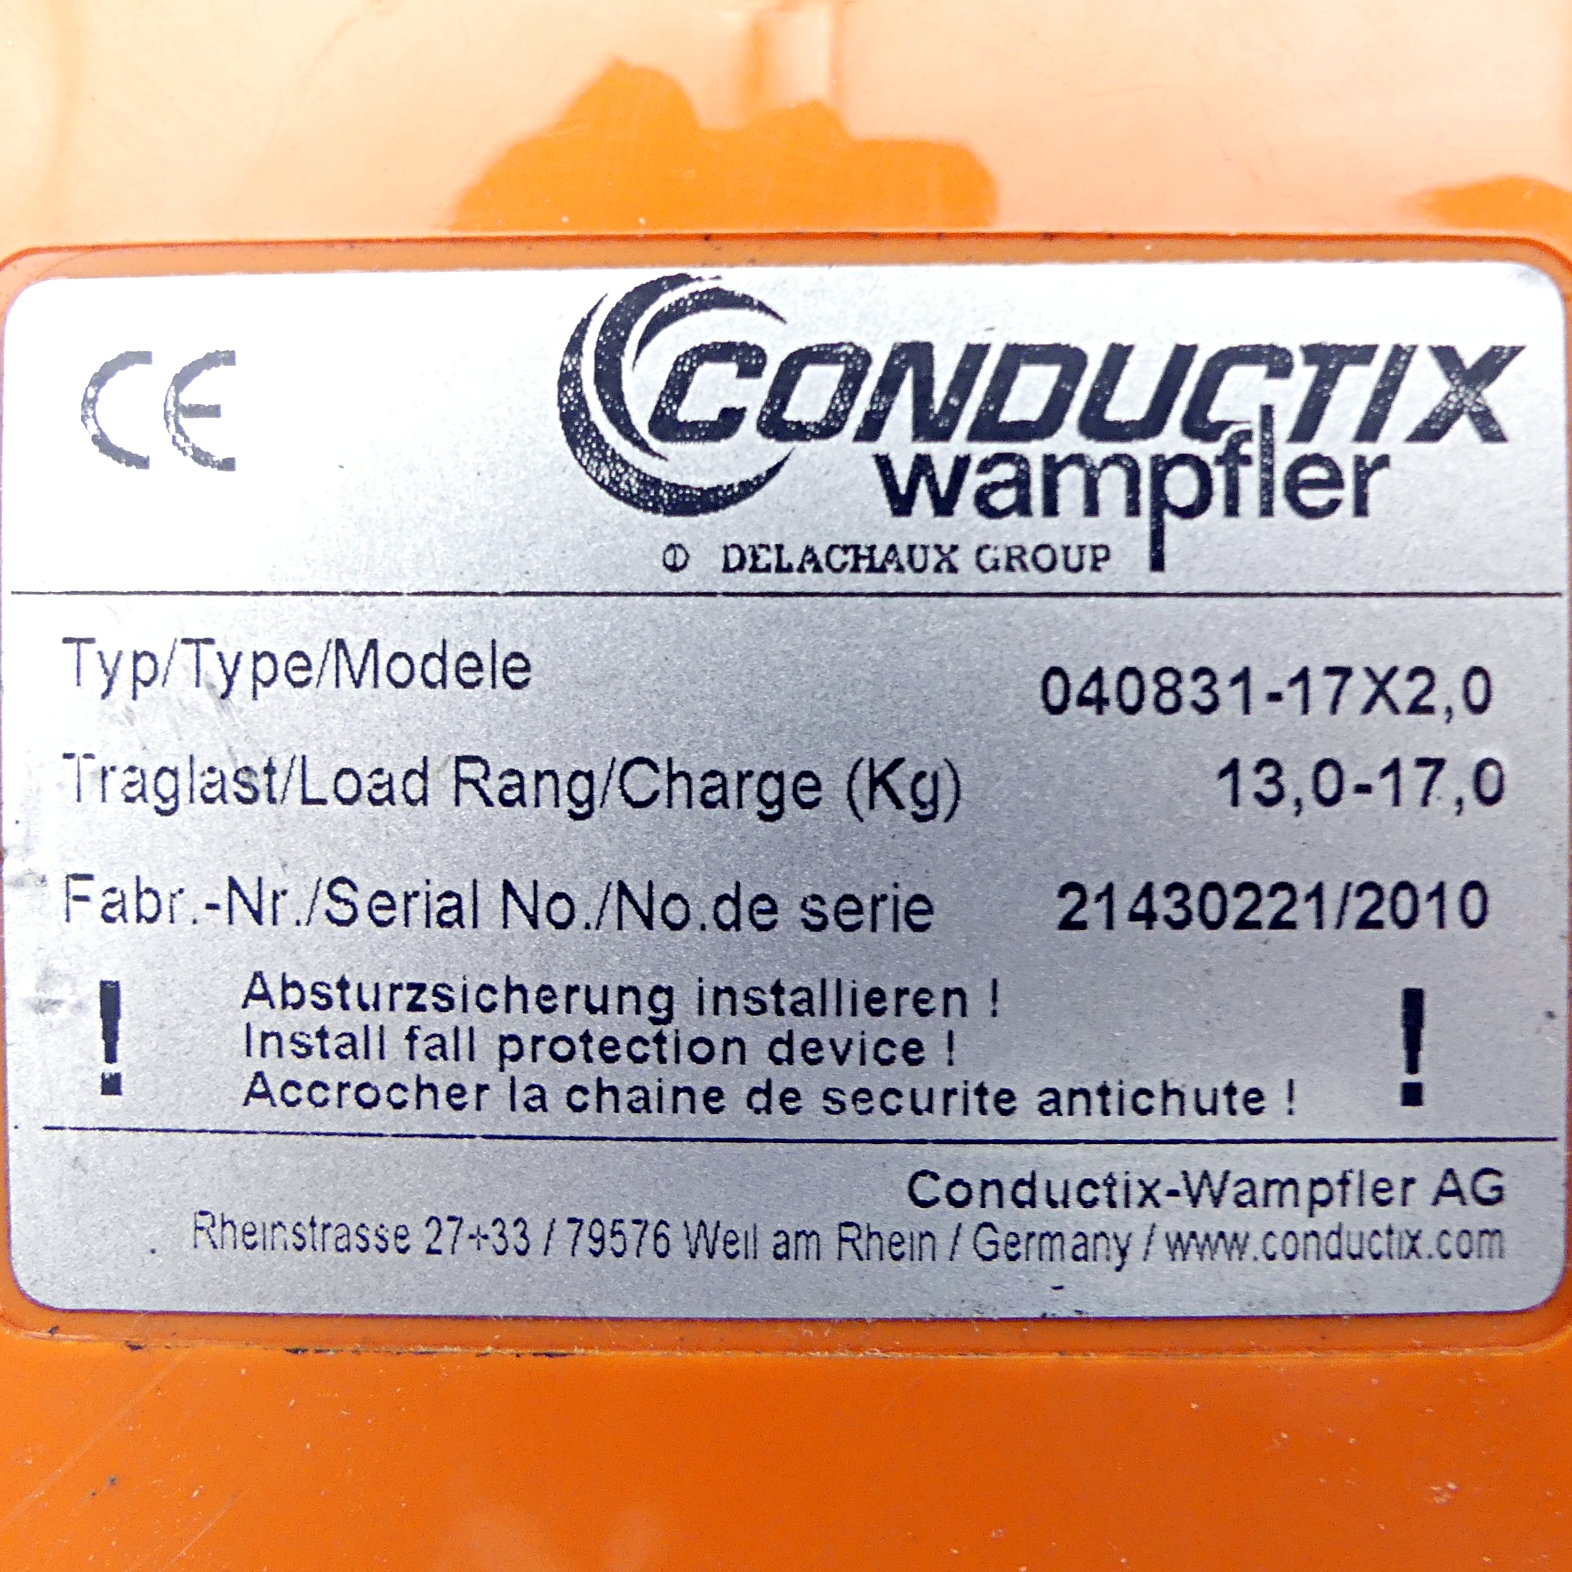 CE
CONDUCTIX
wampfler
DELACHAUX GROUP
Typ/Type/Modele 040831-17X2,0
Traglast/Load Rang/Charge (Kg) 13,0-17,0
Fabr.-Nr./Serial No./No.de serie 21430221/2010
! Absturzsicherung installieren ! !
Install fall protection device !
Accrocher la chaine de securite antichute !
Conductix-Wampfler AG
Rheinstrasse 27+33 / 79576 Weil am Rhein / Germany / www.conductix.com